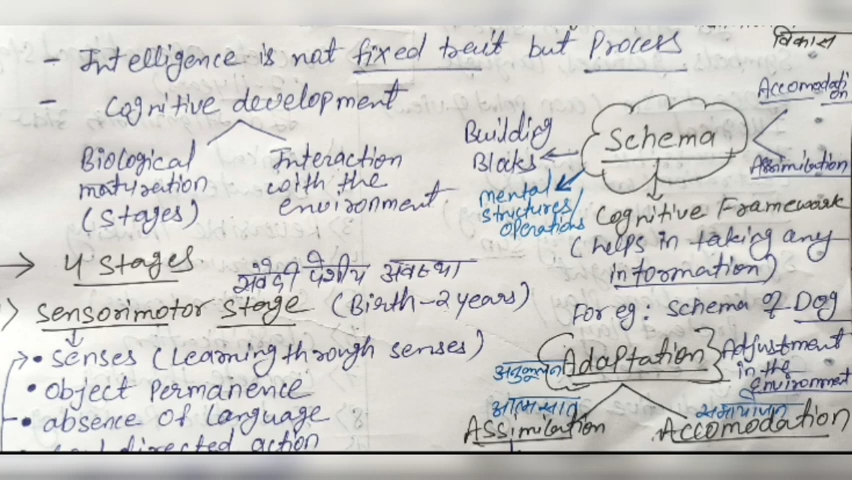 - Intelligence is not fixed trait but Process
- Cognitive development
Biological
maturation
(Stages)
Interaction
with the
environment
→ 4 Stages
संवेदी पेशीय अवस्था
Sensorimotor Stage (Birth-2 years)
• Senses (Learning through senses)
• Object Permanence
• absence of language
directed action
विकास
Schema
Accomodation
Assimilation
Building
Blocks
mental
structures/
operations
Cognitive Framework
(helps in taking any
information)
For eg: Schema of Dog
अनुकूलन
Adaptation
Adjustment
in the
environment
आत्मसात
Assimilation
समायोजन
Accomodation